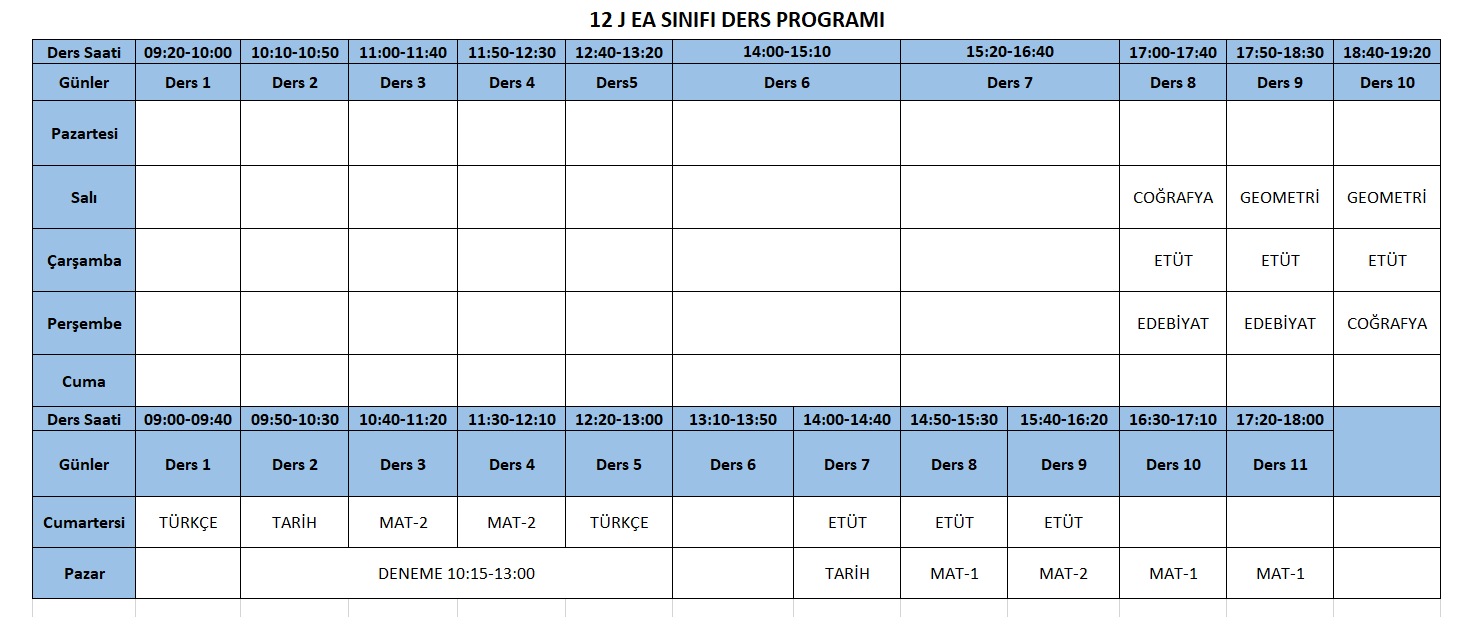 12 J EA SINIFI DERS PROGRAMI
Ders Saati 09:20-10:00 10:10-10:50 11:00-11:40 11:50-12:30 12:40-13:20 14:00-15:10 15:20-16:40 17:00-17:40 17:50-18:30 18:40-19:20
Günler Ders 1 Ders 2 Ders 3 Ders 4 Ders5 Ders 6 Ders 7 Ders 8 Ders 9 Ders 10
Pazartesi
Salı COĞRAFYA GEOMETRİ GEOMETRİ
Çarşamba ETÜT ETÜT ETÜT
Perşembe EDEBİYAT EDEBİYAT COĞRAFYA
Cuma
Ders Saati 09:00-09:40 09:50-10:30 10:40-11:20 11:30-12:10 12:20-13:00 13:10-13:50 14:00-14:40 14:50-15:30 15:40-16:20 16:30-17:10 17:20-18:00
Günler Ders 1 Ders 2 Ders 3 Ders 4 Ders 5 Ders 6 Ders 7 Ders 8 Ders 9 Ders 10 Ders 11
Cumartersi TÜRKÇE TARİH MAT-2 MAT-2 TÜRKÇE ETÜT ETÜT ETÜT
Pazar DENEME 10:15-13:00 TARİH MAT-1 MAT-2 MAT-1 MAT-1